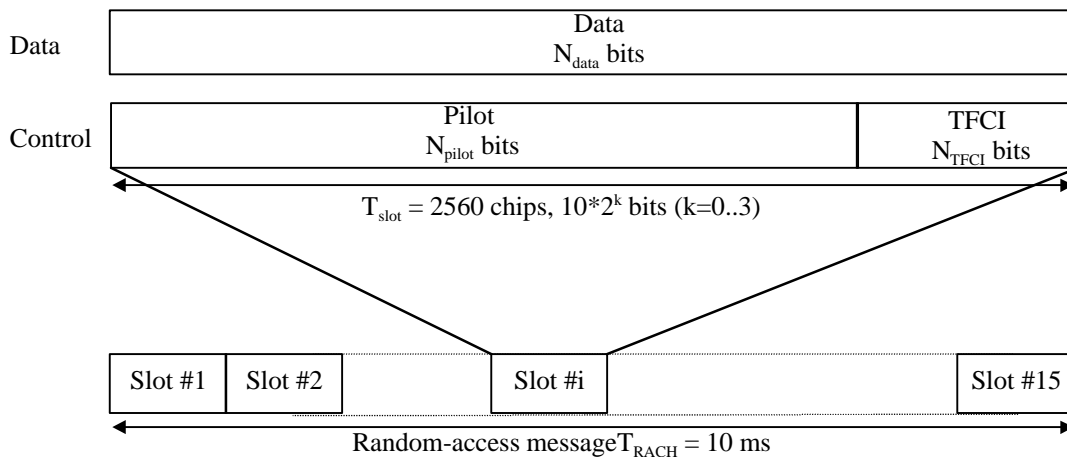 Data
Data
N_data bits
Control
Pilot
N_pilot bits
TFCI
N_TFCI bits
T_slot = 2560 chips, 10*2^k bits (k=0..3)
Slot #1 Slot #2 Slot #i Slot #15
Random-access messageT_RACH = 10 ms